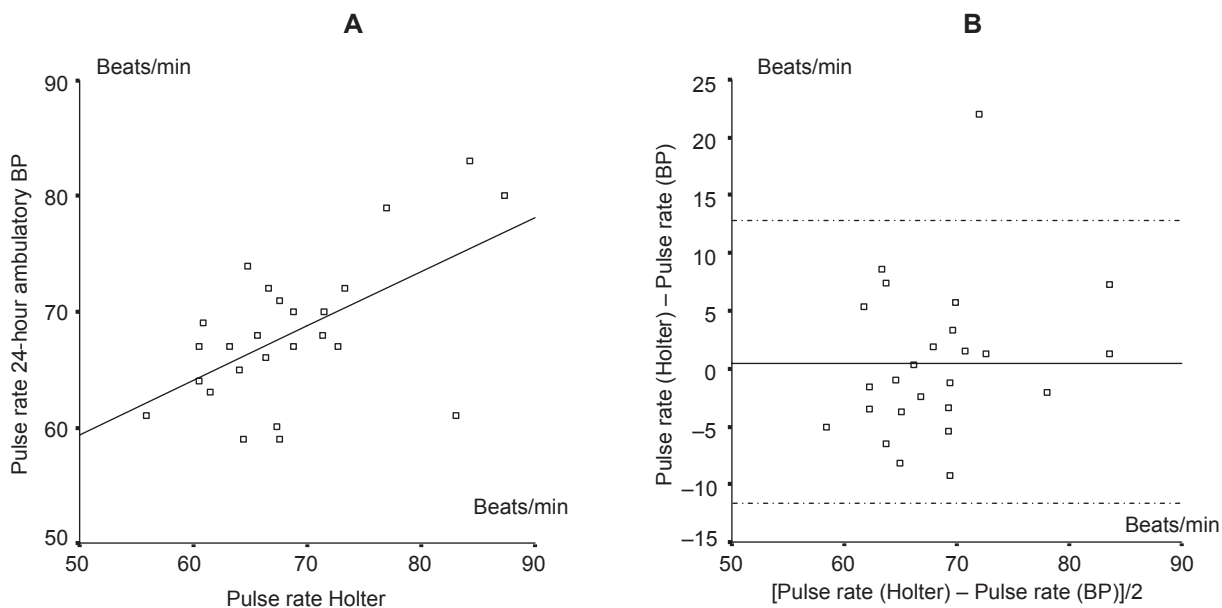 A
Beats/min
90
80
70
60
50
Pulse rate 24-hour ambulatory BP
Beats/min
50 60 70 80 90
Pulse rate Holter
B
Beats/min
25
20
15
10
5
0
–5
–10
–15
Pulse rate (Holter) – Pulse rate (BP)
Beats/min
50 60 70 80 90
[Pulse rate (Holter) – Pulse rate (BP)]/2